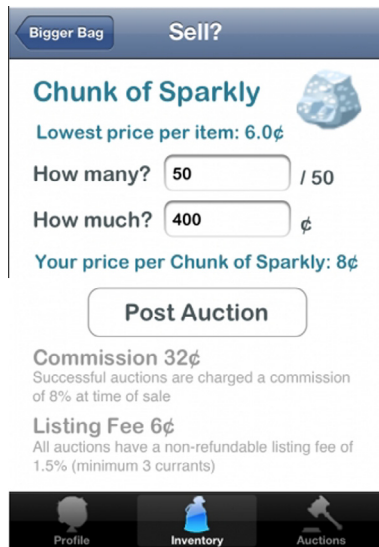 Bigger Bag
Sell?
Chunk of Sparkly
Lowest price per item: 6.0¢
How many? 50 / 50
How much? 400 ¢
Your price per Chunk of Sparkly: 8¢
Post Auction
Commission 32¢
Successful auctions are charged a commission
of 8% at time of sale
Listing Fee 6¢
All auctions have a non-refundable listing fee of
1.5% (minimum 3 currants)
Profile
Inventory
Auctions